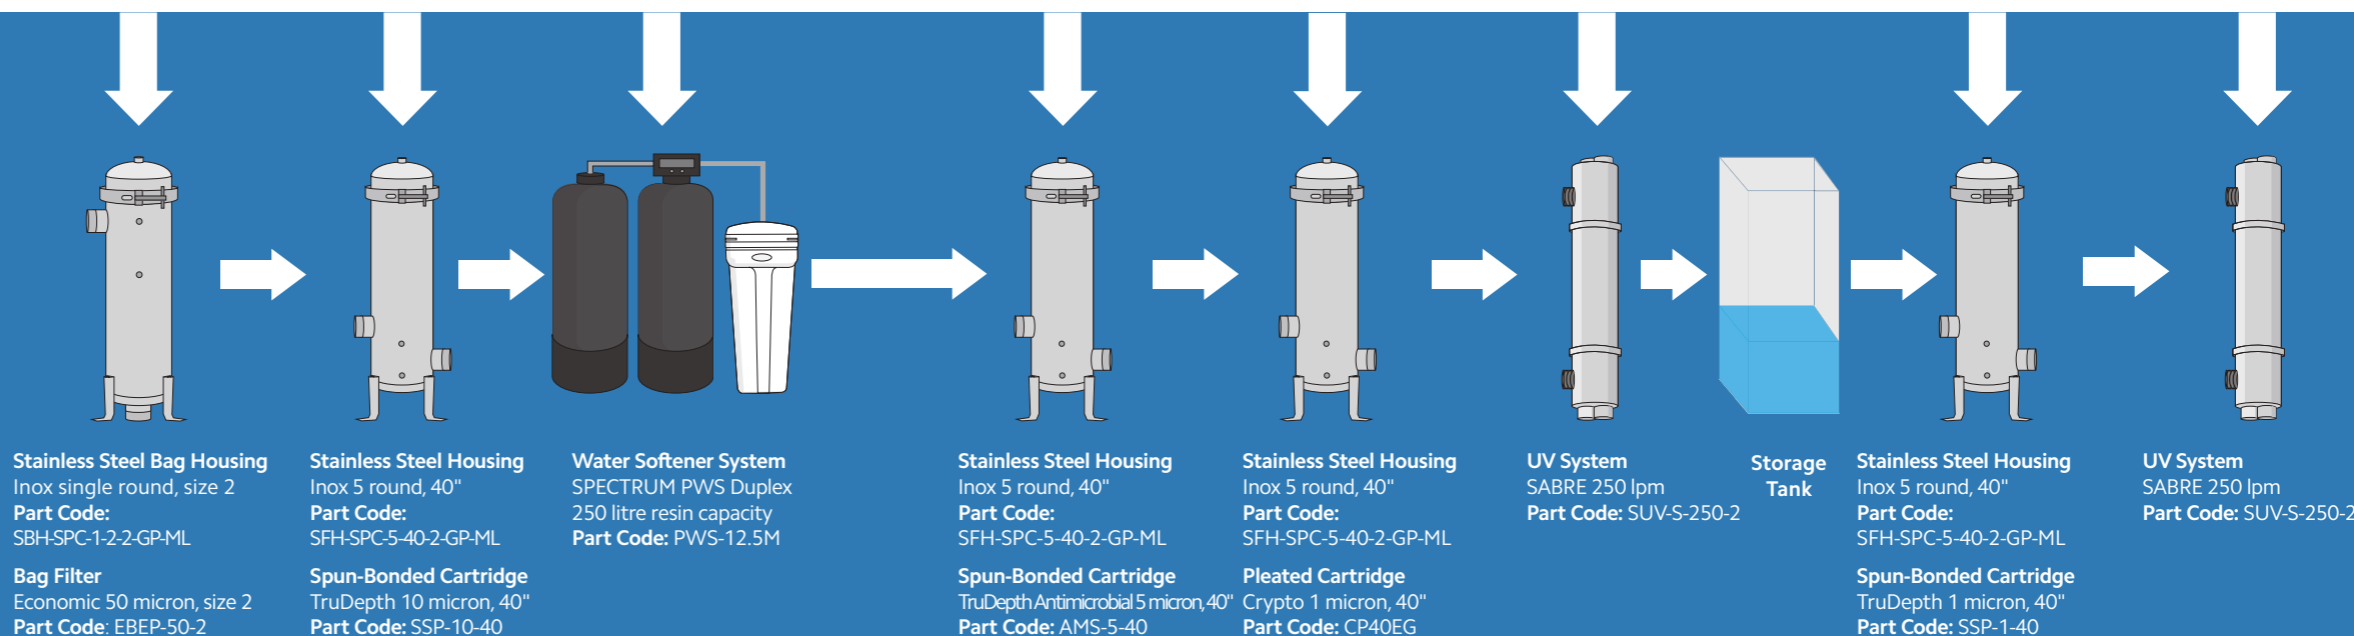 Stainless Steel Bag Housing
Inox single round, size 2
Part Code:
SBH-SPC-1-2-2-GP-ML
Bag Filter
Economic 50 micron, size 2
Part Code: EBEP-50-2
Stainless Steel Housing
Inox 5 round, 40"
Part Code:
SFH-SPC-5-40-2-GP-ML
Spun-Bonded Cartridge
TruDepth 10 micron, 40"
Part Code: SSP-10-40
Water Softener System
SPECTRUM PWS Duplex
250 litre resin capacity
Part Code: PWS-12.5M
Stainless Steel Housing
Inox 5 round, 40"
Part Code:
SFH-SPC-5-40-2-GP-ML
Spun-Bonded Cartridge
TruDepth Antimicrobial 5 micron, 40"
Part Code: AMS-5-40
Stainless Steel Housing
Inox 5 round, 40"
Part Code:
SFH-SPC-5-40-2-GP-ML
Pleated Cartridge
Crypto 1 micron, 40"
Part Code: CP40EG
UV System
SABRE 250 lpm
Part Code: SUV-S-250-2
Storage
Tank
Stainless Steel Housing
Inox 5 round, 40"
Part Code:
SFH-SPC-5-40-2-GP-ML
Spun-Bonded Cartridge
TruDepth 1 micron, 40"
Part Code: SSP-1-40
UV System
SABRE 250 lpm
Part Code: SUV-S-250-2